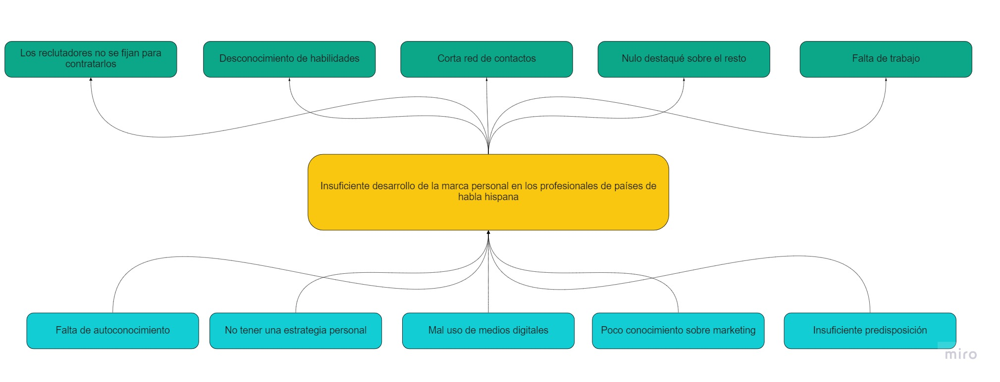 Los reclutadores no se fijan para
contratarlos
Desconocimiento de habilidades
Corta red de contactos
Nulo destaqué sobre el resto
Falta de trabajo
Insuficiente desarrollo de la marca personal en los profesionales de países de
habla hispana
Falta de autoconocimiento
No tener una estrategia personal
Mal uso de medios digitales
Poco conocimiento sobre marketing
Insuficiente predisposición
miro